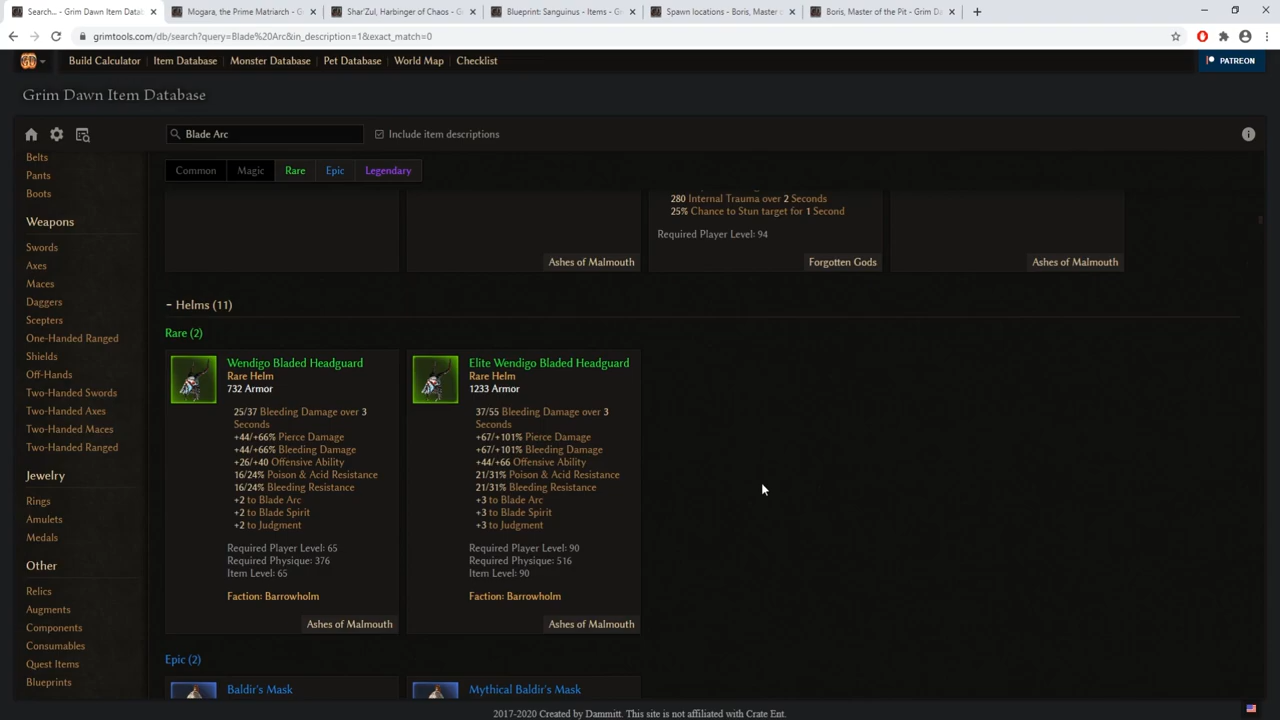 Search... - Grim Dawn Item Datab
Mogara, the Prime Matriarch - G
Shar'Zul, Harbinger of Chaos - G
Blueprint: Sanguinus - Items - G
Spawn locations - Boris, Master o
Boris, Master of the Pit - Grim Da
grimtools.com/db/search?query=Blade%20Arc&in_description=1&exact_match=0
Build Calculator
Item Database
Monster Database
Pet Database
World Map
Checklist
PATREON
Grim Dawn Item Database
Blade Arc
Include item descriptions
Common
Magic
Rare
Epic
Legendary
Belts
Pants
Boots
Weapons
Swords
Axes
Maces
Daggers
Scepters
One-Handed Ranged
Shields
Off-Hands
Two-Handed Swords
Two-Handed Axes
Two-Handed Maces
Two-Handed Ranged
Jewelry
Rings
Amulets
Medals
Other
Relics
Augments
Components
Consumables
Quest Items
Blueprints
280 Internal Trauma over 2 Seconds
25% Chance to Stun target for 1 Second
Required Player Level: 94
Ashes of Malmouth
Forgotten Gods
Ashes of Malmouth
- Helms (11)
Rare (2)
Wendigo Bladed Headguard
Rare Helm
732 Armor
25/37 Bleeding Damage over 3
Seconds
+44/+66% Pierce Damage
+44/+66% Bleeding Damage
+26/+40 Offensive Ability
16/24% Poison & Acid Resistance
16/24% Bleeding Resistance
+2 to Blade Arc
+2 to Blade Spirit
+2 to Judgment
Required Player Level: 65
Required Physique: 376
Item Level: 65
Faction: Barrowholm
Ashes of Malmouth
Elite Wendigo Bladed Headguard
Rare Helm
1233 Armor
37/55 Bleeding Damage over 3
Seconds
+67/+101% Pierce Damage
+67/+101% Bleeding Damage
+44/+66 Offensive Ability
21/31% Poison & Acid Resistance
21/31% Bleeding Resistance
+3 to Blade Arc
+3 to Blade Spirit
+3 to Judgment
Required Player Level: 90
Required Physique: 516
Item Level: 90
Faction: Barrowholm
Ashes of Malmouth
Epic (2)
Baldir's Mask
Mythical Baldir's Mask
2017-2020 Created by Dammitt. This site is not affiliated with Crate Ent.